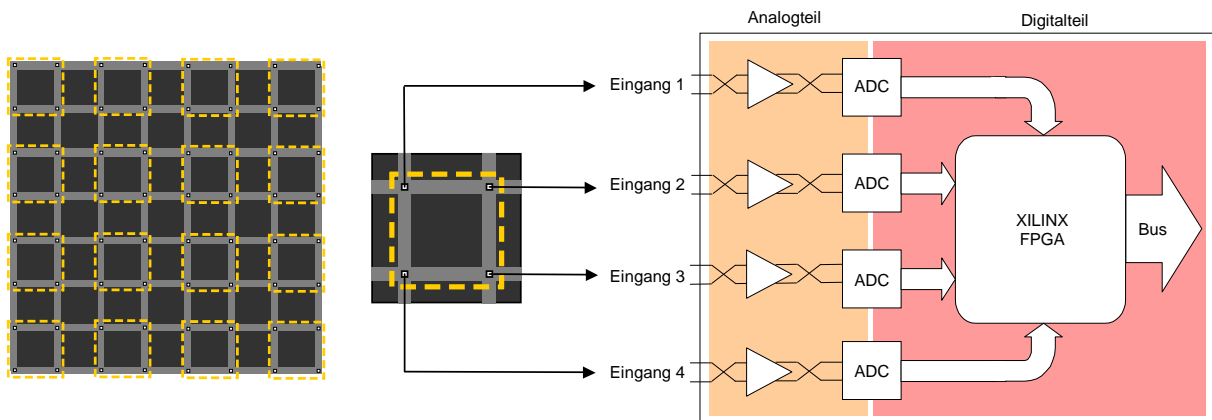 Analogteil
Digitalteil
Eingang 1
ADC
Eingang 2
ADC
XILINX
FPGA
Bus
Eingang 3
ADC
Eingang 4
ADC